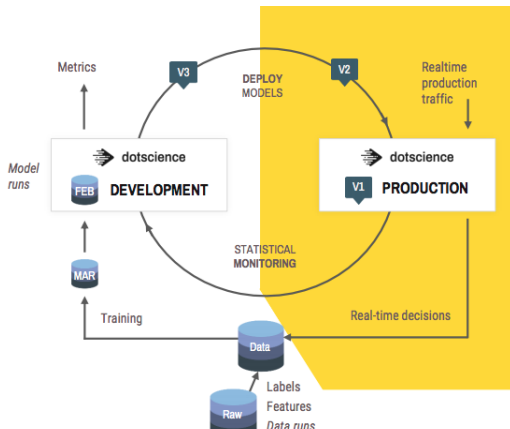 V3
V2
Metrics
DEPLOY
MODELS
Realtime
production
traffic
dotscience
dotscience
Model
runs
FEB
DEVELOPMENT
V1
PRODUCTION
STATISTICAL
MONITORING
MAR
Training
Real-time decisions
Data
Labels
Features
Raw
Data runs